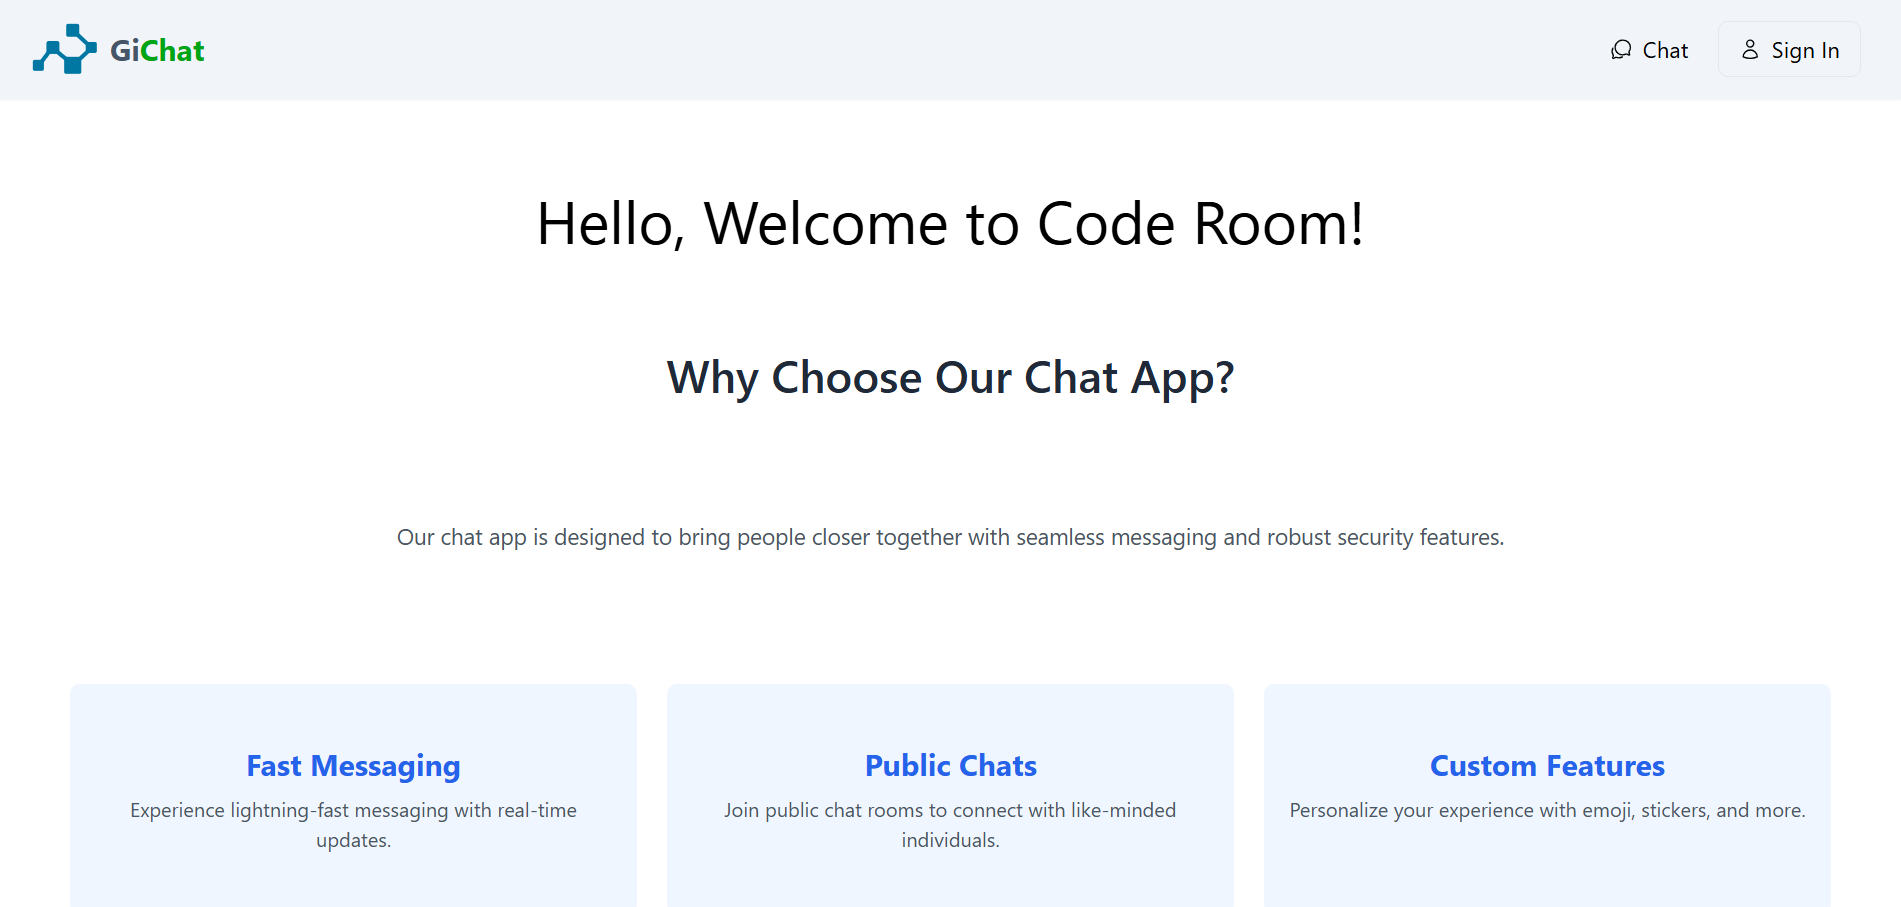 GiChat
Chat
Sign In
Hello, Welcome to Code Room!
Why Choose Our Chat App?
Our chat app is designed to bring people closer together with seamless messaging and robust security features.
Fast Messaging
Experience lightning-fast messaging with real-time
updates.
Public Chats
Join public chat rooms to connect with like-minded
individuals.
Custom Features
Personalize your experience with emoji, stickers, and more.